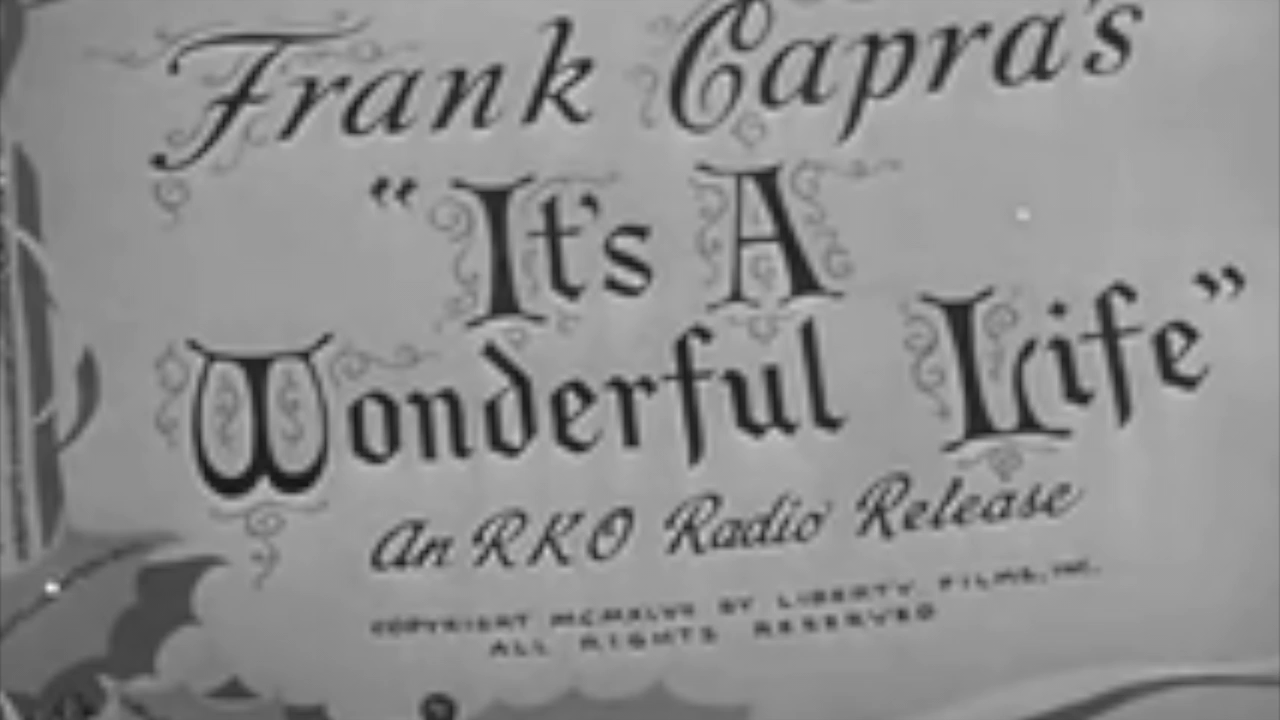 Frank Capra's
"It's A
Wonderful Life"
An RKO Radio Release
COPYRIGHT MCMXLVI BY LIBERTY FILMS, INC.
ALL RIGHTS RESERVED